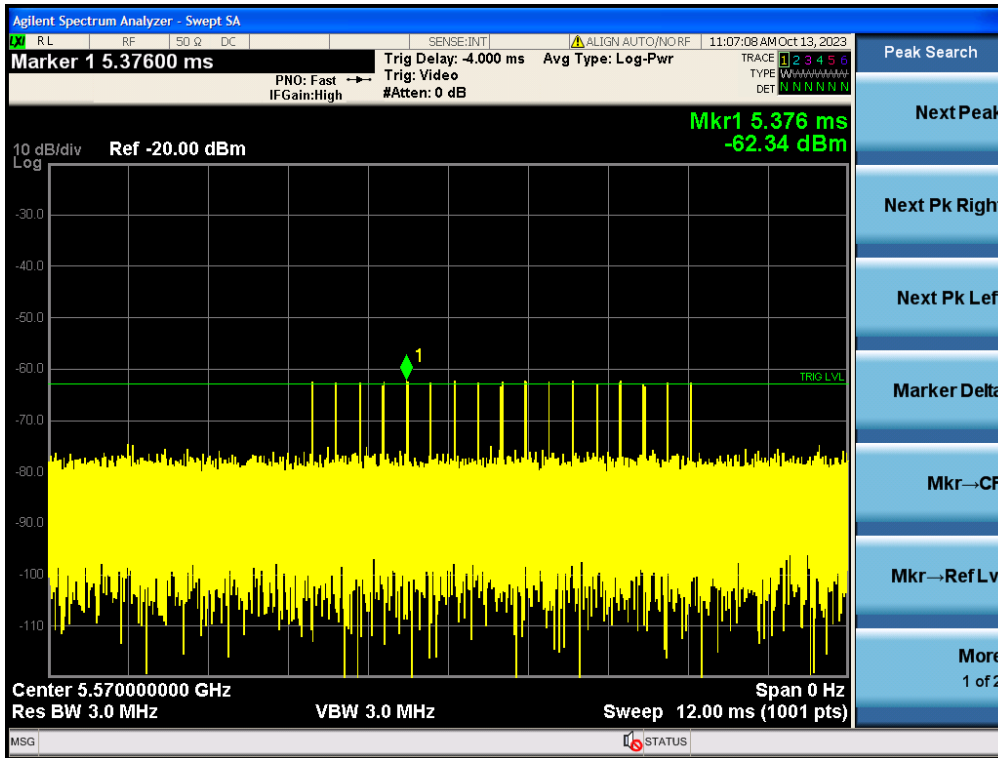 Agilent Spectrum Analyzer - Swept SA
LXI RL RF 50 Ω DC SENSE:INT ALIGN AUTO/NO RF 11:07:08 AM Oct 13, 2023
Marker 1 5.37600 ms
PNO: Fast
IFGain:High
Trig Delay: -4.000 ms
Trig: Video
#Atten: 0 dB
Avg Type: Log-Pwr
TRACE 1 2 3 4 5 6
TYPE W
DET N N N N N N
Mkr1 5.376 ms
-62.34 dBm
10 dB/div
Log
Ref -20.00 dBm
-30.0
-40.0
-50.0
-60.0
-70.0
-80.0
-90.0
-100
-110
1
TRIG LVL
Center 5.570000000 GHz
Res BW 3.0 MHz
VBW 3.0 MHz
Span 0 Hz
Sweep 12.00 ms (1001 pts)
MSG
STATUS
Peak Search
Next Peak
Next Pk Right
Next Pk Left
Marker Delta
Mkr→CF
Mkr→Ref Lv
More
1 of 2